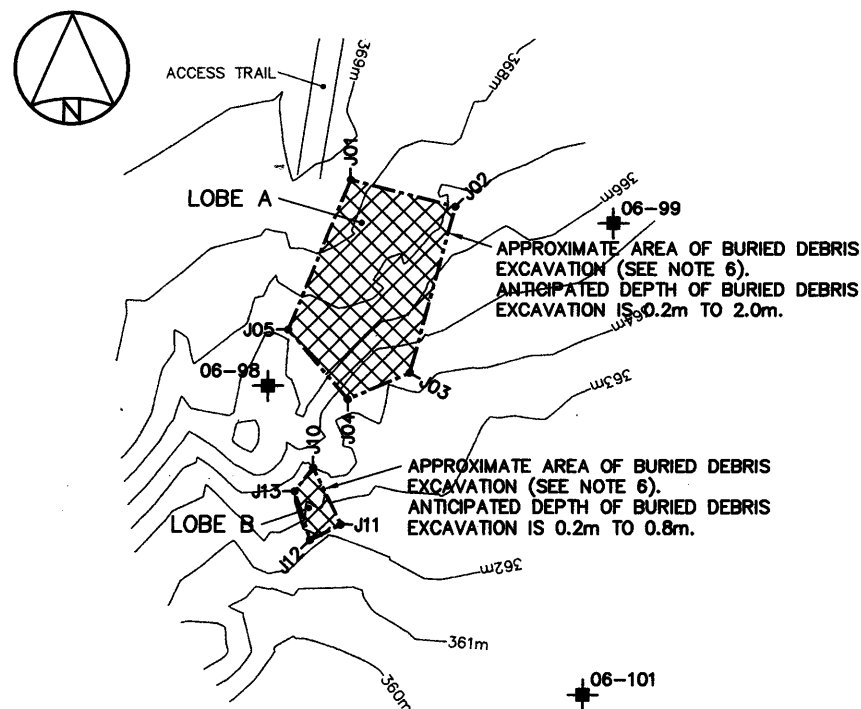 N
ACCESS TRAIL
369m
368m
J01
J02
LOBE A
366m
06-99
APPROXIMATE AREA OF BURIED DEBRIS
EXCAVATION (SEE NOTE 6).
ANTICIPATED DEPTH OF BURIED DEBRIS
EXCAVATION IS 0.2m TO 2.0m.
364m
J05
06-98
J03
363m
J04
J10
APPROXIMATE AREA OF BURIED DEBRIS
EXCAVATION (SEE NOTE 6).
ANTICIPATED DEPTH OF BURIED DEBRIS
EXCAVATION IS 0.2m TO 0.8m.
J13
LOBE B
J11
J12
362m
361m
360m
06-101